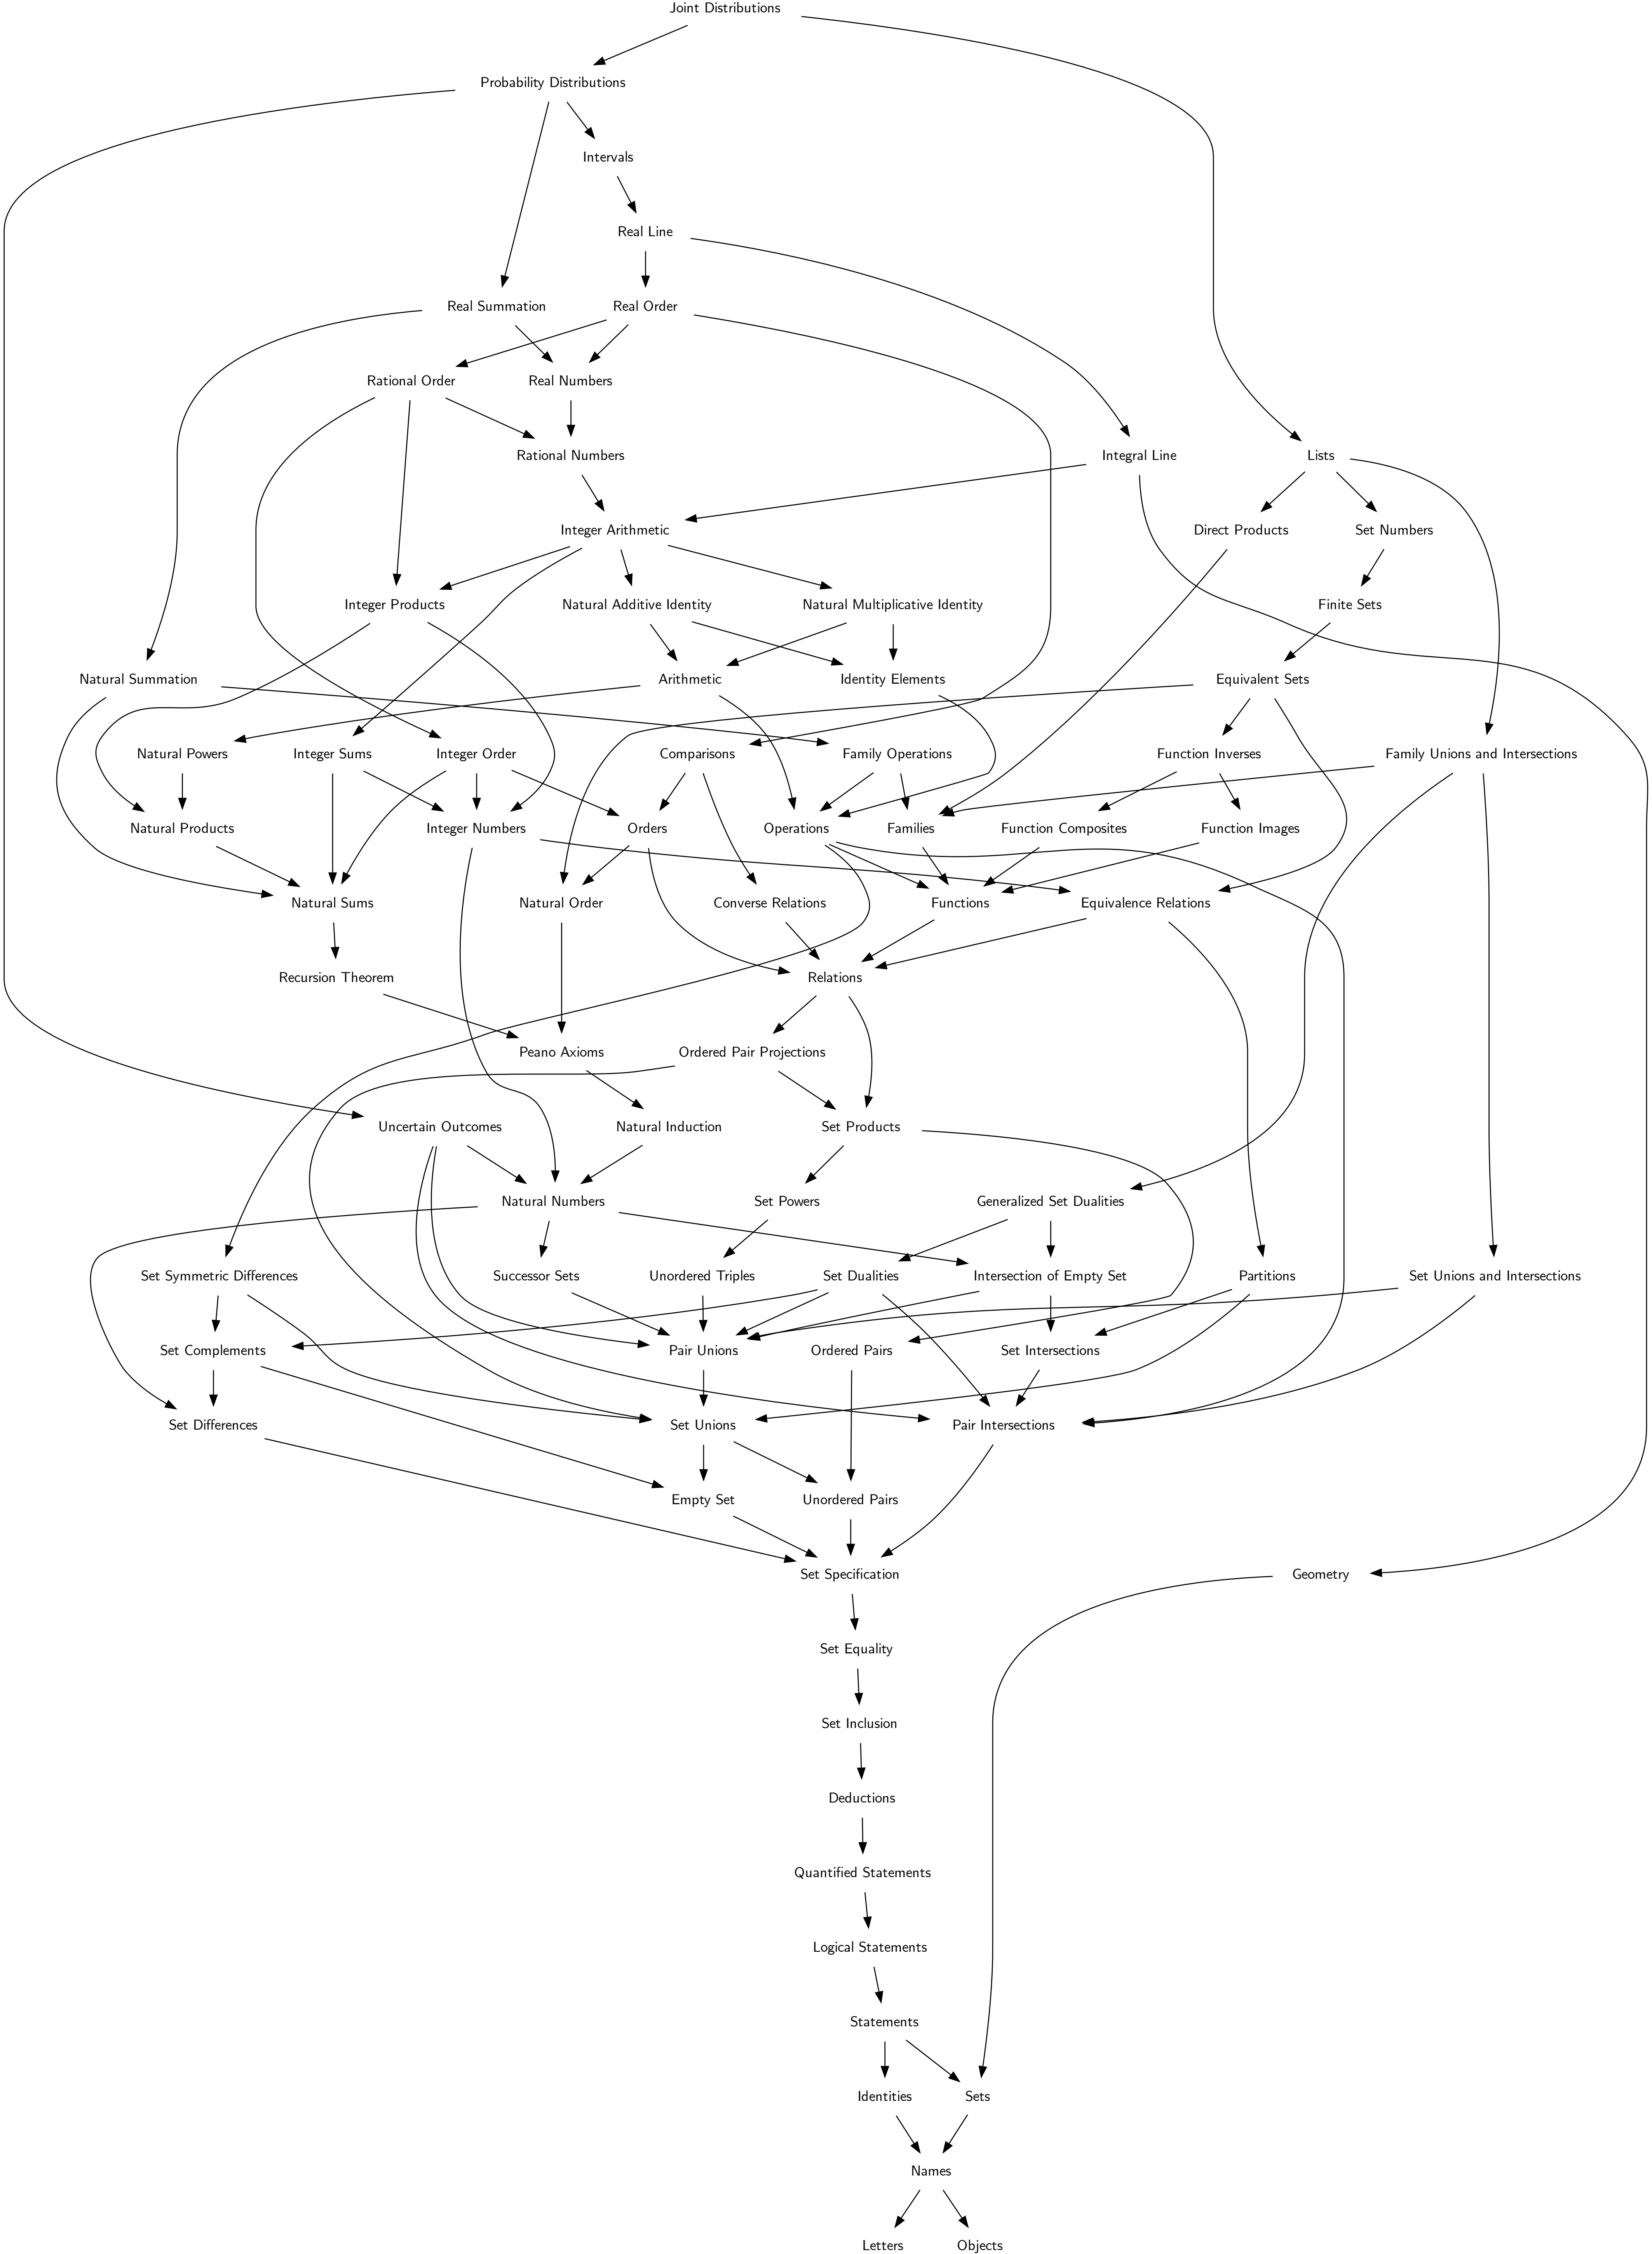 Joint Distributions
Probability Distributions
Intervals
Real Line
Real Summation
Real Order
Rational Order
Real Numbers
Rational Numbers
Integral Line
Lists
Integer Arithmetic
Direct Products
Set Numbers
Integer Products
Natural Additive Identity
Natural Multiplicative Identity
Finite Sets
Natural Summation
Arithmetic
Identity Elements
Equivalent Sets
Natural Powers
Integer Sums
Integer Order
Comparisons
Family Operations
Function Inverses
Family Unions and Intersections
Natural Products
Integer Numbers
Orders
Operations
Families
Function Composites
Function Images
Natural Sums
Natural Order
Converse Relations
Functions
Equivalence Relations
Recursion Theorem
Relations
Peano Axioms
Ordered Pair Projections
Uncertain Outcomes
Natural Induction
Set Products
Natural Numbers
Set Powers
Generalized Set Dualities
Set Symmetric Differences
Successor Sets
Unordered Triples
Set Dualities
Intersection of Empty Set
Partitions
Set Unions and Intersections
Set Complements
Pair Unions
Ordered Pairs
Set Intersections
Set Differences
Set Unions
Pair Intersections
Empty Set
Unordered Pairs
Set Specification
Geometry
Set Equality
Set Inclusion
Deductions
Quantified Statements
Logical Statements
Statements
Identities
Sets
Names
Letters
Objects